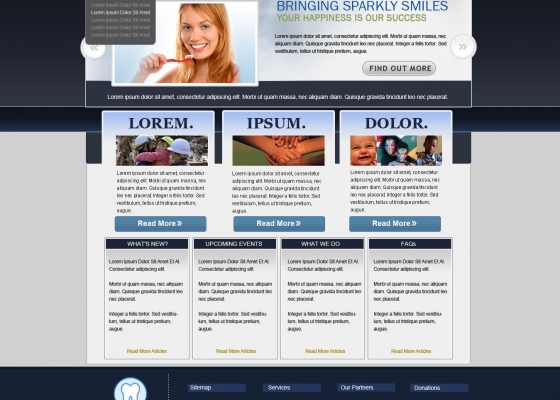 Lorem Ipsum Dolor Sit Amet
Lorem Ipsum Dolor Sit Amet
Lorem Ipsum Dolor Sit Amet
Lorem Ipsum Dolor Sit Amet
BRINGING SPARKLY SMILES
YOUR HAPPINESS IS OUR SUCCESS
Lorem ipsum dolor sit amet, consectetur adipiscing elit. Morbi ut quam
massa, nec aliquam diam. Quisque gravida tincidunt leo
nec placerat. Integer a felis tortor. Sed vestibulum, tellus ut
tristique pretium, augue.
FIND OUT MORE
Lorem ipsum dolor sit amet, consectetur adipiscing elit. Morbi ut quam massa, nec aliquam diam. Quisque gravida tincidunt leo nec placerat.
LOREM.
Lorem ipsum dolor sit amet, consectetur
elit. Morbi ut quam massa, nec
aliquam diam. Quisque gravida
tincidunt leo nec placerat.
Integer a felis tortor. Sed vestibulum,
tellus ut tristique pretium,
augue.
Read More »
IPSUM.
Lorem ipsum dolor sit amet, consectetur
elit. Morbi ut quam massa, nec
aliquam diam. Quisque gravida
tincidunt leo nec placerat.
Integer a felis tortor. Sed vestibulum,
tellus ut tristique pretium,
augue.
Read More »
DOLOR.
Lorem ipsum dolor sit amet, consectetur
elit. Morbi ut quam massa, nec
aliquam diam. Quisque gravida
tincidunt leo nec placerat.
Integer a felis tortor. Sed vestibulum,
tellus ut tristique pretium,
augue.
Read More »
WHAT'S NEW?
Lorem Ipsum Dolor Sit Amet Et Al.
Consectetur adipiscing elit.
Morbi ut quam massa, nec aliquam
diam. Quisque gravida tincidunt leo
nec placerat.
Integer a felis tortor. Sed vestibu-
lum, tellus ut tristique pretium,
augue.
Read More Articles
UPCOMING EVENTS
Lorem Ipsum Dolor Sit Amet Et Al.
Consectetur adipiscing elit.
Morbi ut quam massa, nec aliquam
diam. Quisque gravida tincidunt leo
nec placerat.
Integer a felis tortor. Sed vestibu-
lum, tellus ut tristique pretium,
augue.
Read More Articles
WHAT WE DO
Lorem Ipsum Dolor Sit Amet Et Al.
Consectetur adipiscing elit.
Morbi ut quam massa, nec aliquam
diam. Quisque gravida tincidunt leo
nec placerat.
Integer a felis tortor. Sed vestibu-
lum, tellus ut tristique pretium,
augue.
Read More Articles
FAQs
Lorem Ipsum Dolor Sit Amet Et Al.
Consectetur adipiscing elit.
Morbi ut quam massa, nec aliquam
diam. Quisque gravida tincidunt leo
nec placerat.
Integer a felis tortor. Sed vestibu-
lum, tellus ut tristique pretium,
augue.
Read More Articles
Sitemap
Services
Our Partners
Donations